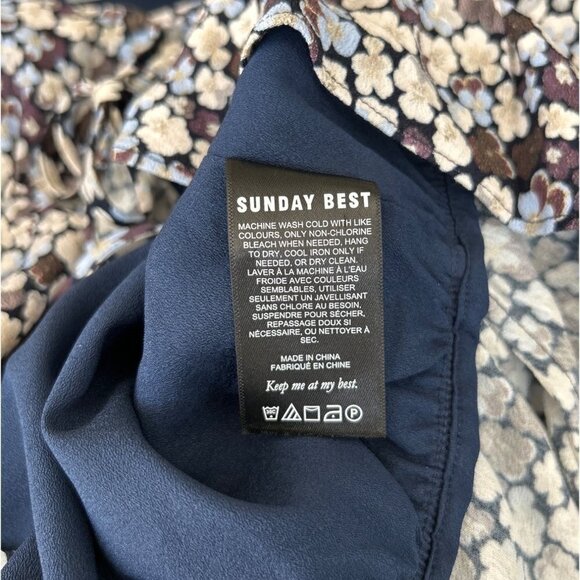 SUNDAY BEST
MACHINE WASH COLD WITH LIKE
COLOURS, ONLY NON-CHLORINE
BLEACH WHEN NEEDED, HANG
TO DRY, COOL IRON ONLY IF
NEEDED, OR DRY CLEAN.
LAVER À LA MACHINE À L'EAU
FROIDE AVEC COULEURS
SEMBLABLES, UTILISER
SEULEMENT UN JAVELLISANT
SANS CHLORE AU BESOIN,
SUSPENDRE POUR SÉCHER,
REPASSAGE DOUX SI
NÉCESSAIRE, OU NETTOYER À
SEC.
MADE IN CHINA
FABRIQUÉ EN CHINE
Keep me at my best.
P